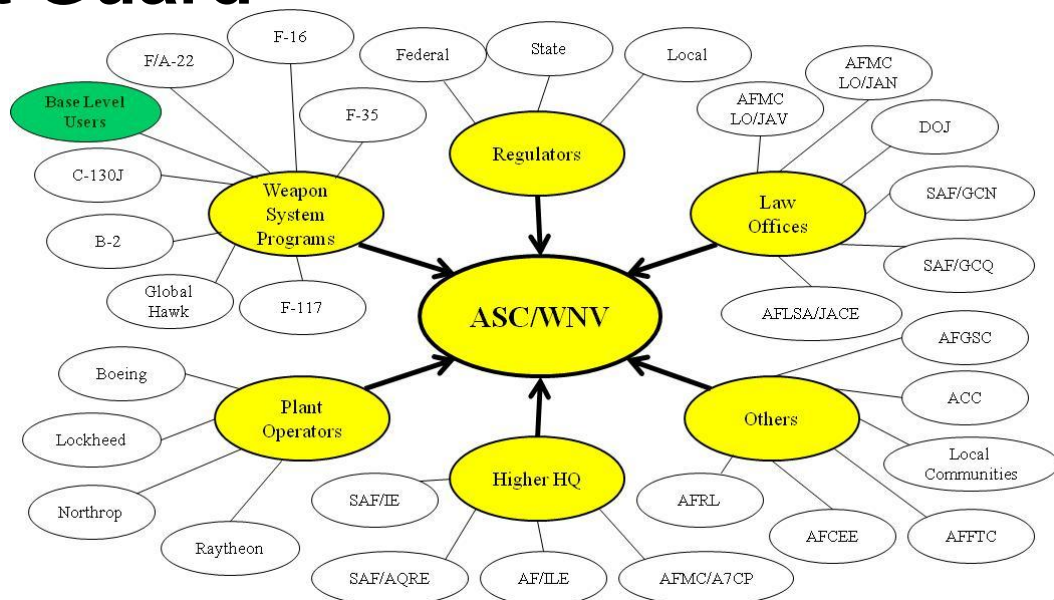 F-16
F/A-22
Federal
State
Local
AFMC
LO/JAN
Base Level
Users
F-35
AFMC
LO/JAV
DOJ
Regulators
C-130J
Weapon
System
Programs
Law
Offices
SAF/GCN
B-2
SAF/GCQ
Global
Hawk
F-117
ASC/WNV
AFLSA/JACE
AFGSC
Boeing
ACC
Plant
Operators
Others
Lockheed
Local
Communities
Higher HQ
SAF/IE
AFRL
Northrop
AFCEE
AFFTC
Raytheon
SAF/AQRE
AF/ILE
AFMC/A7CP